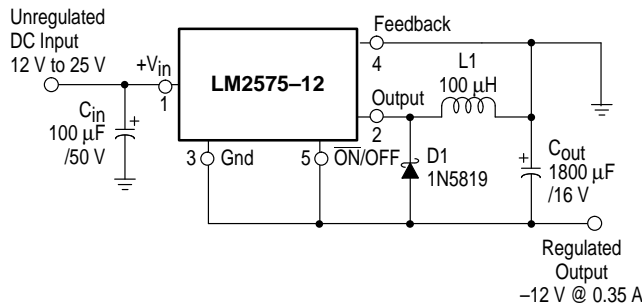 Unregulated
DC Input
12 V to 25 V
+Vin
1
Cin
100 µF
/50 V
+
LM2575–12
Feedback
4
Output
2
L1
100 µH
3
Gnd
5
ON/OFF
D1
1N5819
+
Cout
1800 µF
/16 V
Regulated
Output
–12 V @ 0.35 A